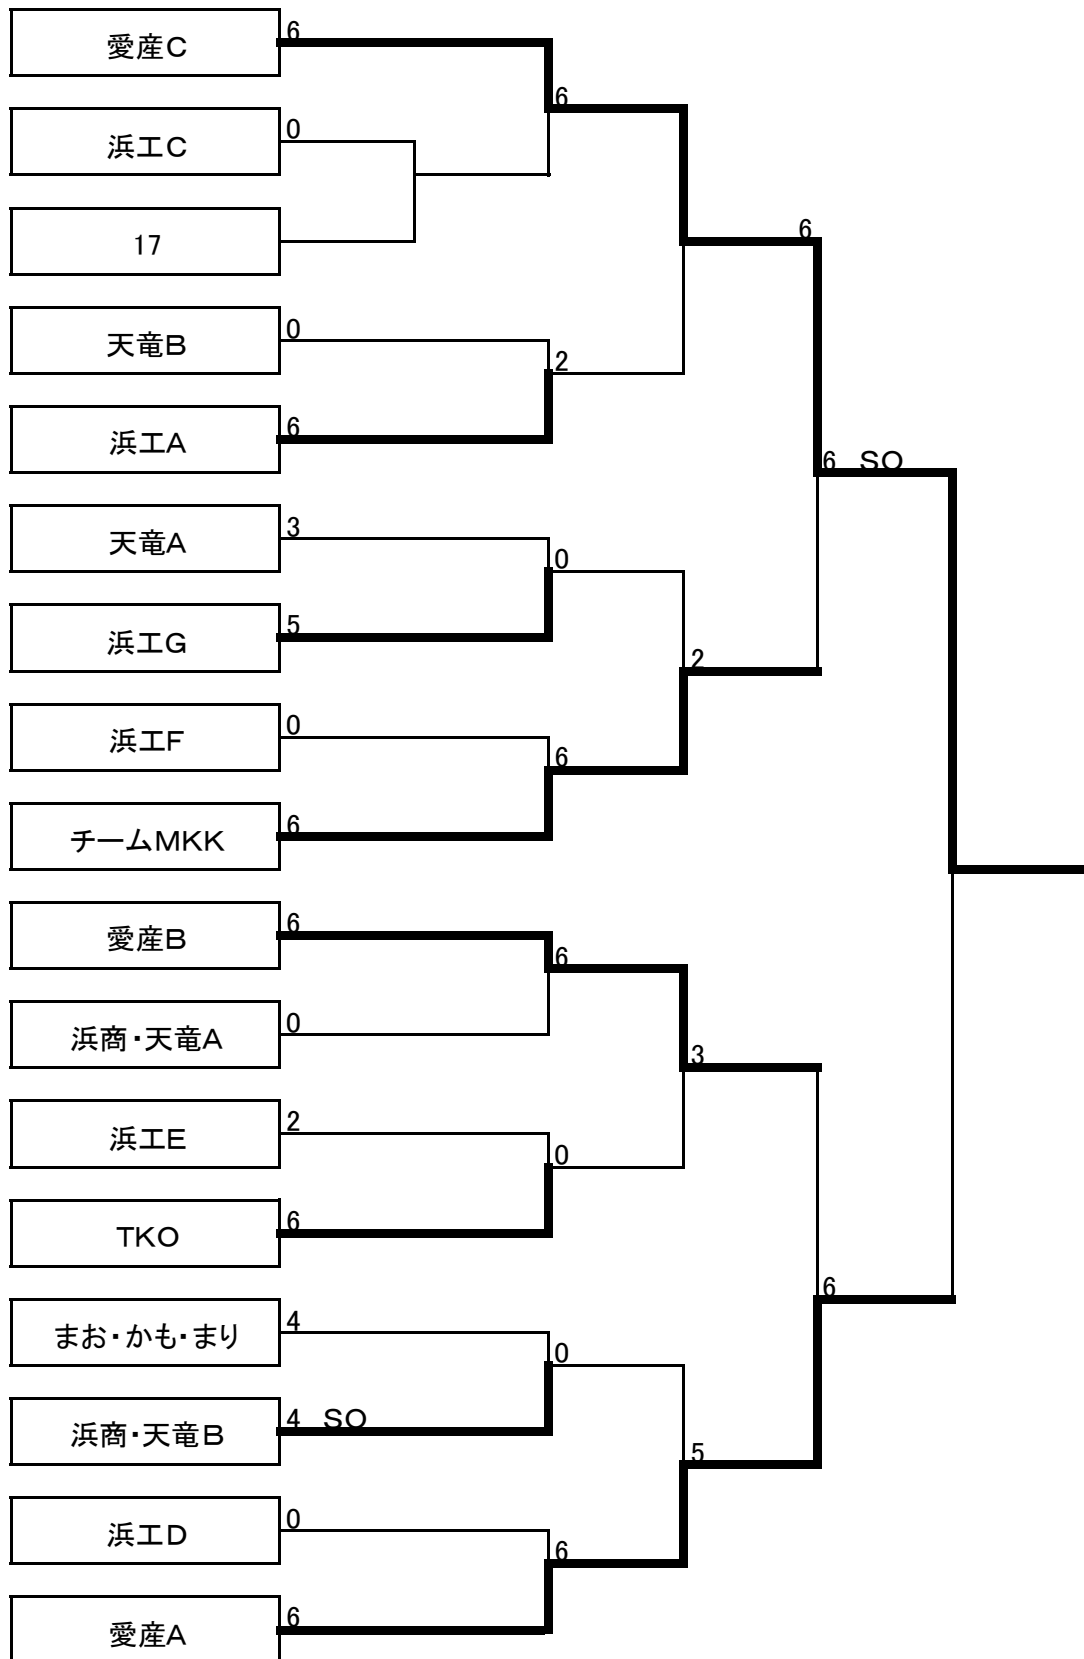 愛産C 6
6
浜工C 0
17
6
天竜B 0
2
浜工A 6
6 SO
天竜A 3
0
浜工G 5
2
浜工F 0
6
チームMKK 6
愛産B 6
6
浜商・天竜A 0
3
浜工E 2
0
TKO 6
6
まお・かも・まり 4
0
浜商・天竜B 4 SO
5
浜工D 0
6
愛産A 6